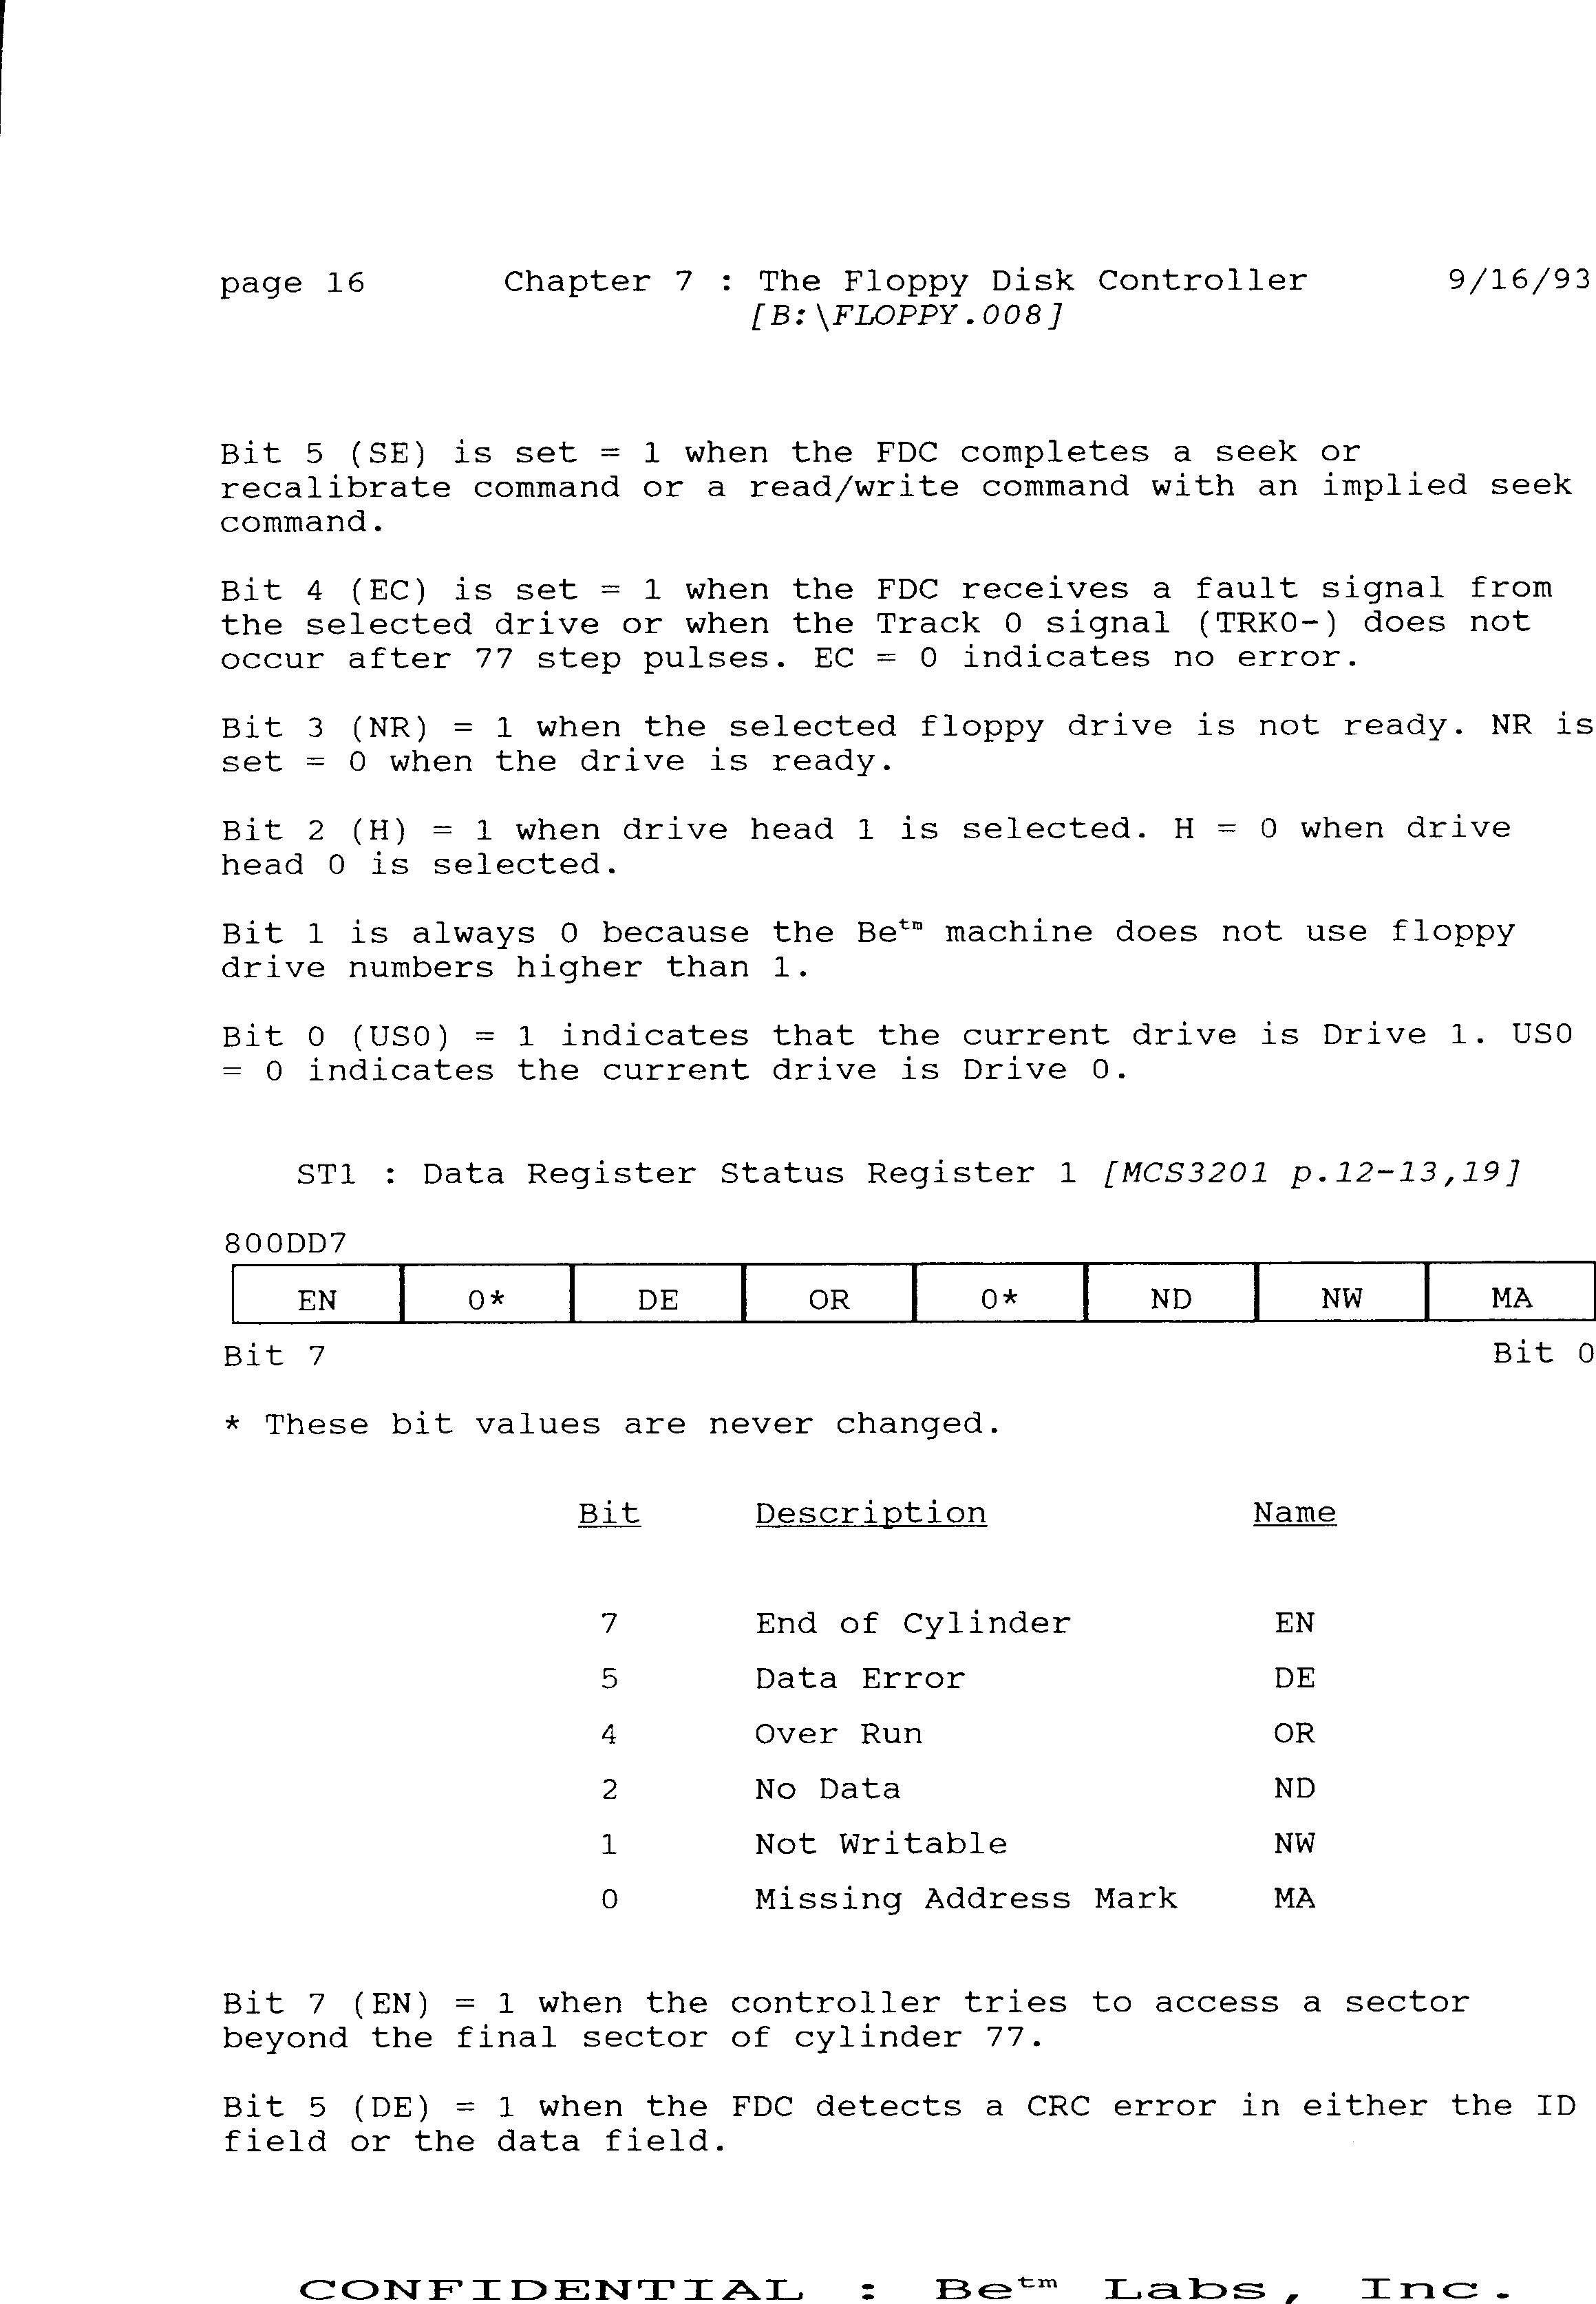 page 16 Chapter 7 : The Floppy Disk Controller 9/16/93
[B:\FLOPPY.008]
Bit 5 (SE) is set = 1 when the FDC completes a seek or
recalibrate command or a read/write command with an implied seek
command.
Bit 4 (EC) is set = 1 when the FDC receives a fault signal from
the selected drive or when the Track 0 signal (TRK0-) does not
occur after 77 step pulses. EC = 0 indicates no error.
Bit 3 (NR) = 1 when the selected floppy drive is not ready. NR is
set = 0 when the drive is ready.
Bit 2 (H) = 1 when drive head 1 is selected. H = 0 when drive
head 0 is selected.
Bit 1 is always 0 because the Be™ machine does not use floppy
drive numbers higher than 1.
Bit 0 (US0) = 1 indicates that the current drive is Drive 1. US0
= 0 indicates the current drive is Drive 0.
ST1 : Data Register Status Register 1 [MCS3201 p.12-13,19]
800DD7
EN 0* DE OR 0* ND NW MA
Bit 7 Bit 0
* These bit values are never changed.
Bit Description Name
7 End of Cylinder EN
5 Data Error DE
4 Over Run OR
2 No Data ND
1 Not Writable NW
0 Missing Address Mark MA
Bit 7 (EN) = 1 when the controller tries to access a sector
beyond the final sector of cylinder 77.
Bit 5 (DE) = 1 when the FDC detects a CRC error in either the ID
field or the data field.
CONFIDENTIAL : Be™ Labs, Inc.